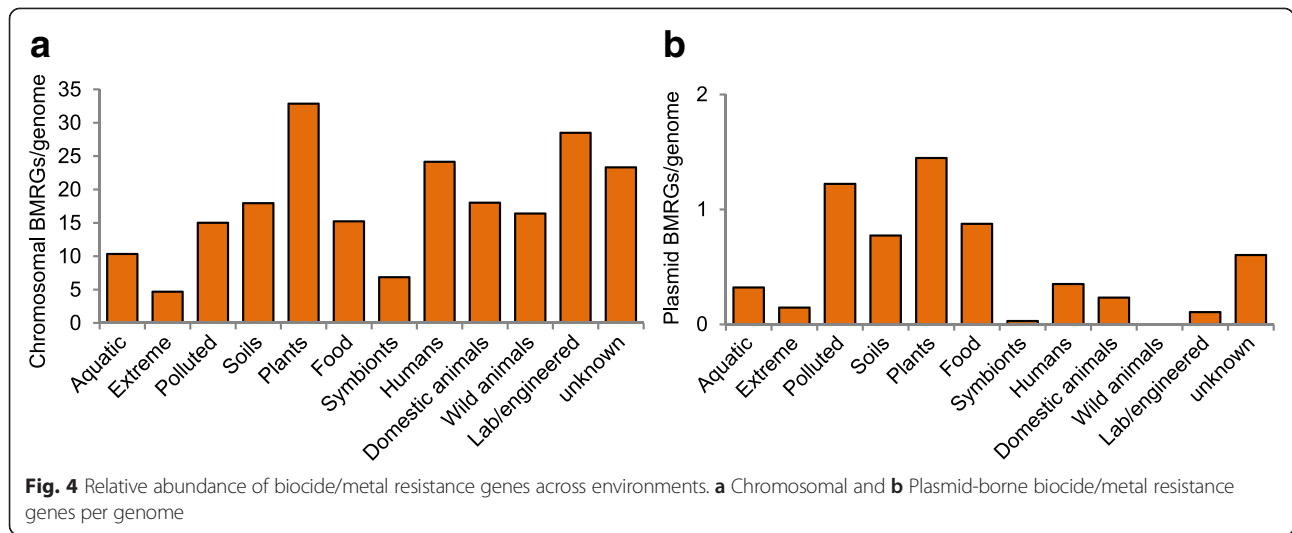 a
Chromosomal BMRGs/genome
35
30
25
20
15
10
5
0
Aquatic
Extreme
Polluted
Soils
Plants
Food
Symbionts
Humans
Domestic animals
Wild animals
Lab/engineered
unknown
b
Plasmid BMRGs/genome
2
1
0
Aquatic
Extreme
Polluted
Soils
Plants
Food
Symbionts
Humans
Domestic animals
Wild animals
Lab/engineered
unknown
Fig. 4 Relative abundance of biocide/metal resistance genes across environments. a Chromosomal and b Plasmid-borne biocide/metal resistance
genes per genome